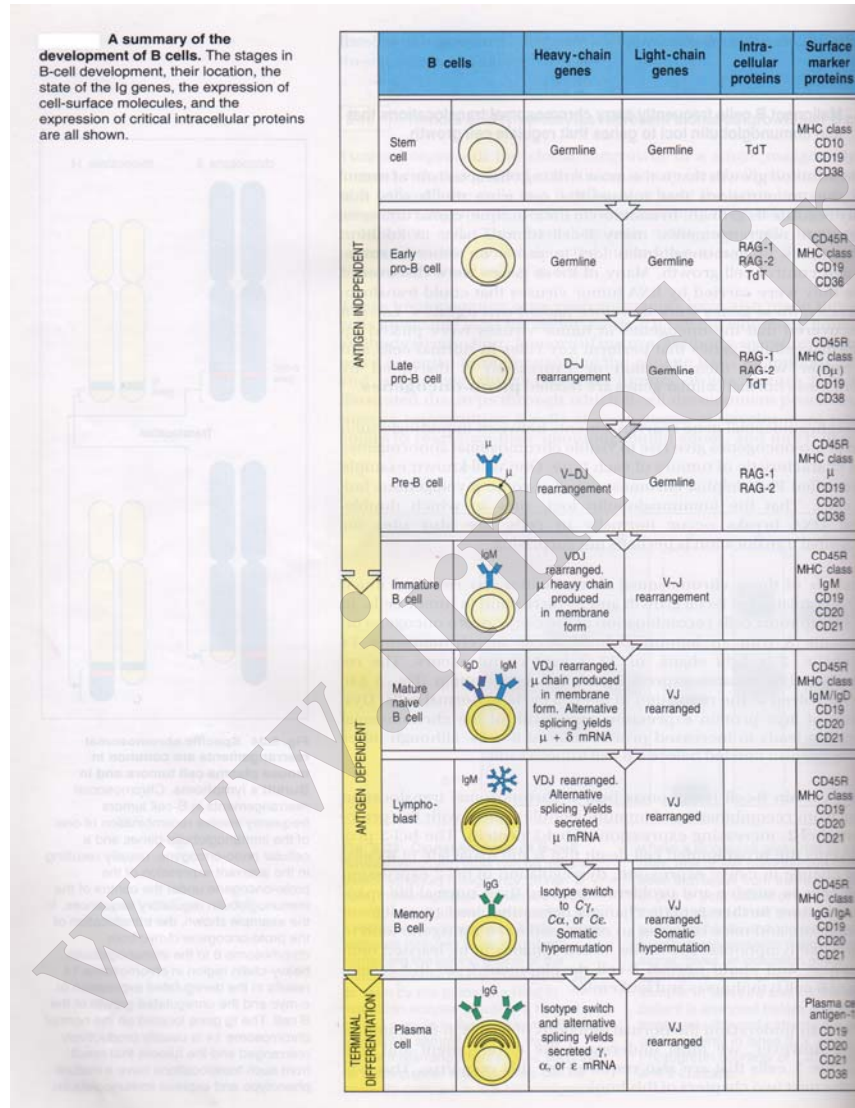 A summary of the
development of B cells. The stages in
B-cell development, their location, the
state of the Ig genes, the expression of
cell-surface molecules, and the
expression of critical intracellular proteins
are all shown.
B cells
Heavy-chain
genes
Light-chain
genes
Intra-
cellular
proteins
Surface
marker
proteins
ANTIGEN INDEPENDENT
Stem
cell
Germline
Germline
TdT
MHC class
CD10
CD19
CD38
Early
pro-B cell
Germline
Germline
RAG-1
RAG-2
TdT
CD45R
MHC class
CD19
CD38
Late
pro-B cell
D–J
rearrangement
Germline
RAG-1
RAG-2
TdT
CD45R
MHC class
(Dμ)
CD19
CD38
Pre-B cell
μ
μ
V–DJ
rearrangement
Germline
RAG-1
RAG-2
CD45R
MHC class
μ
CD19
CD20
CD38
ANTIGEN DEPENDENT
Immature
B cell
IgM
VDJ
rearranged.
μ heavy chain
produced
in membrane
form
V–J
rearrangement
CD45R
MHC class
IgM
CD19
CD20
CD21
Mature
naive
B cell
IgD IgM
VDJ rearranged.
μ chain produced
in membrane
form. Alternative
splicing yields
μ + δ mRNA
VJ
rearranged
CD45R
MHC class
IgM/IgD
CD19
CD20
CD21
Lympho-
blast
IgM
VDJ rearranged.
Alternative
splicing yields
secreted
μ mRNA
VJ
rearranged
CD45R
MHC class
CD19
CD20
CD21
Memory
B cell
IgG
Isotype switch
to Cγ,
Cα, or Cε.
Somatic
hypermutation
VJ
rearranged.
Somatic
hypermutation
CD45R
MHC class
IgG/IgA
CD19
CD20
CD21
TERMINAL
DIFFERENTIATION
Plasma
cell
IgG
Isotype switch
and alternative
splicing yields
secreted γ,
α, or ε mRNA
VJ
rearranged
Plasma ce
antigen-1
CD19
CD20
CD21
CD38
www.irimed.ir